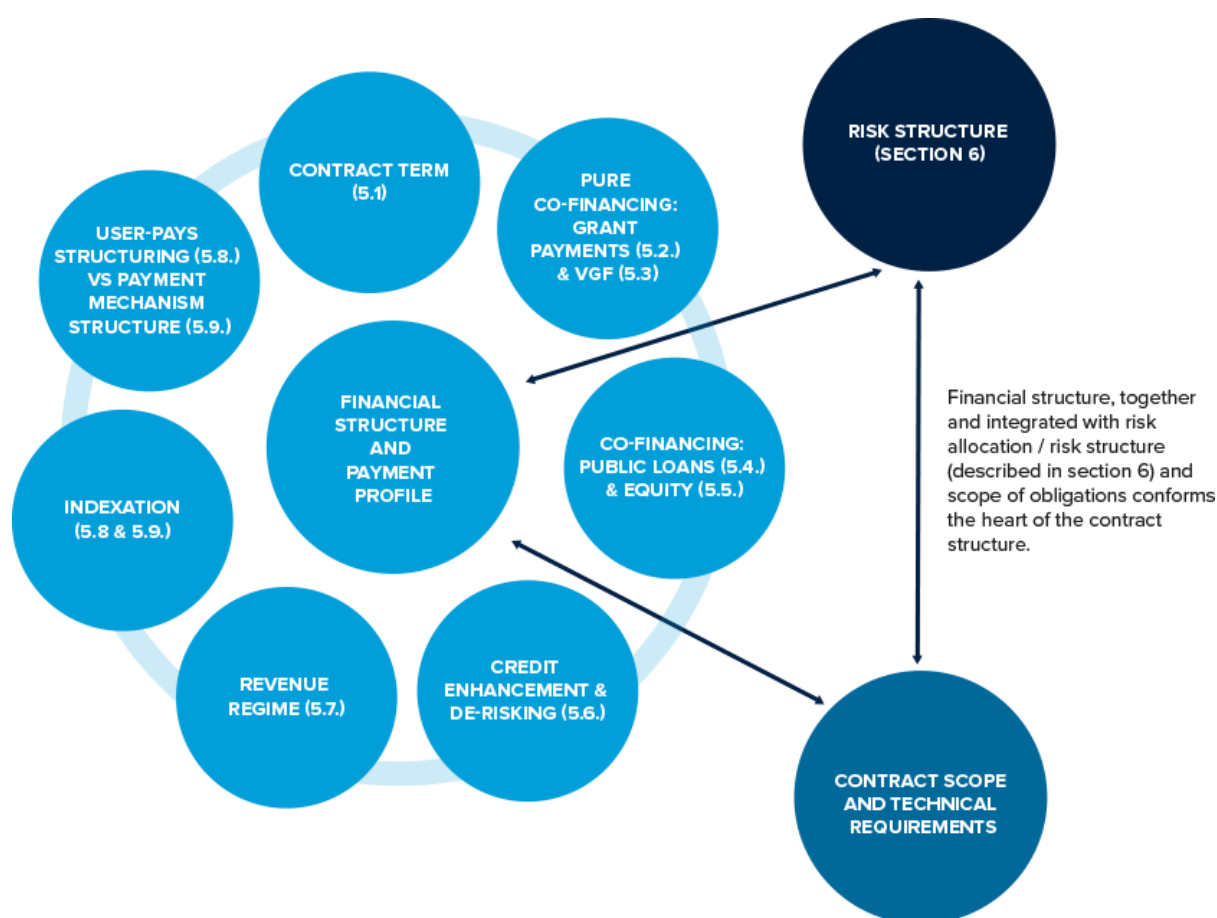 CONTRACT TERM
(5.1)
PURE
CO-FINANCING:
GRANT
PAYMENTS (5.2.)
& VGF (5.3)
RISK STRUCTURE
(SECTION 6)
USER-PAYS
STRUCTURING (5.8.)
VS PAYMENT
MECHANISM
STRUCTURE (5.9.)
FINANCIAL
STRUCTURE
AND
PAYMENT
PROFILE
CO-FINANCING:
PUBLIC LOANS (5.4.)
& EQUITY (5.5.)
Financial structure, together
and integrated with risk
allocation / risk structure
(described in section 6) and
scope of obligations conforms
the heart of the contract
structure.
INDEXATION
(5.8 & 5.9.)
REVENUE
REGIME (5.7.)
CREDIT
ENHANCEMENT &
DE-RISKING (5.6.)
CONTRACT SCOPE
AND TECHNICAL
REQUIREMENTS